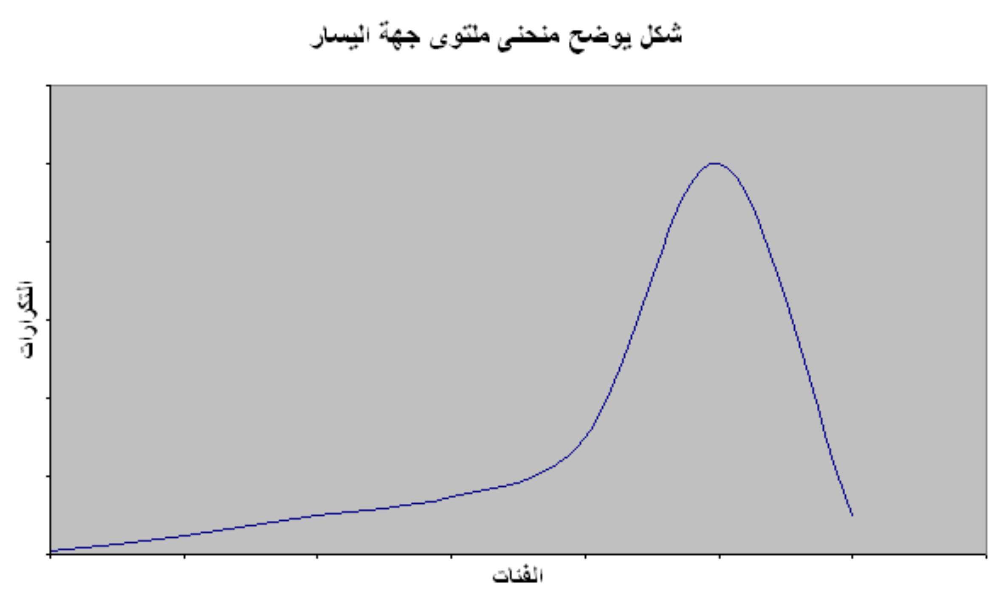 شكل يوضح منحنى ملتوى جهة اليسار
التكرارات
الفئات